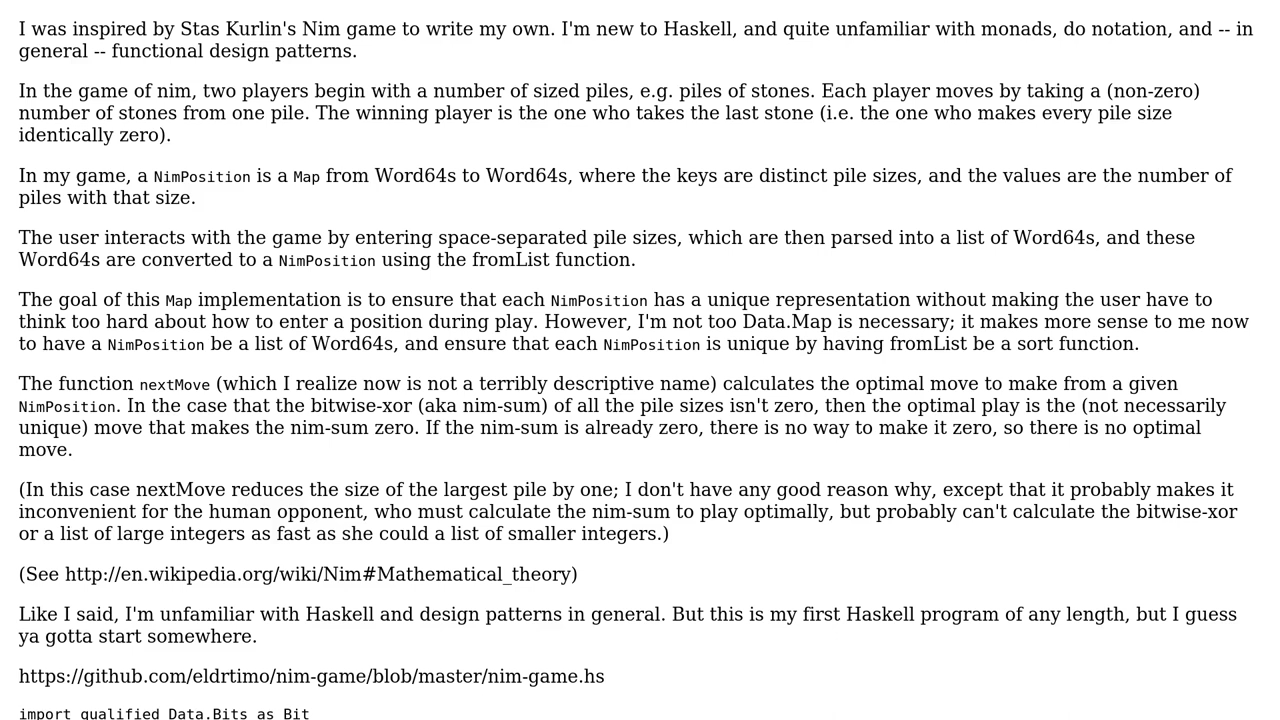 I was inspired by Stas Kurlin's Nim game to write my own. I'm new to Haskell, and quite unfamiliar with monads, do notation, and -- in
general -- functional design patterns.
In the game of nim, two players begin with a number of sized piles, e.g. piles of stones. Each player moves by taking a (non-zero)
number of stones from one pile. The winning player is the one who takes the last stone (i.e. the one who makes every pile size
identically zero).
In my game, a NimPosition is a Map from Word64s to Word64s, where the keys are distinct pile sizes, and the values are the number of
piles with that size.
The user interacts with the game by entering space-separated pile sizes, which are then parsed into a list of Word64s, and these
Word64s are converted to a NimPosition using the fromList function.
The goal of this Map implementation is to ensure that each NimPosition has a unique representation without making the user have to
think too hard about how to enter a position during play. However, I'm not too Data.Map is necessary; it makes more sense to me now
to have a NimPosition be a list of Word64s, and ensure that each NimPosition is unique by having fromList be a sort function.
The function nextMove (which I realize now is not a terribly descriptive name) calculates the optimal move to make from a given
NimPosition. In the case that the bitwise-xor (aka nim-sum) of all the pile sizes isn't zero, then the optimal play is the (not necessarily
unique) move that makes the nim-sum zero. If the nim-sum is already zero, there is no way to make it zero, so there is no optimal
move.
(In this case nextMove reduces the size of the largest pile by one; I don't have any good reason why, except that it probably makes it
inconvenient for the human opponent, who must calculate the nim-sum to play optimally, but probably can't calculate the bitwise-xor
or a list of large integers as fast as she could a list of smaller integers.)
(See http://en.wikipedia.org/wiki/Nim#Mathematical_theory)
Like I said, I'm unfamiliar with Haskell and design patterns in general. But this is my first Haskell program of any length, but I guess
ya gotta start somewhere.
https://github.com/eldrtimo/nim-game/blob/master/nim-game.hs
import qualified Data.Bits as Bit